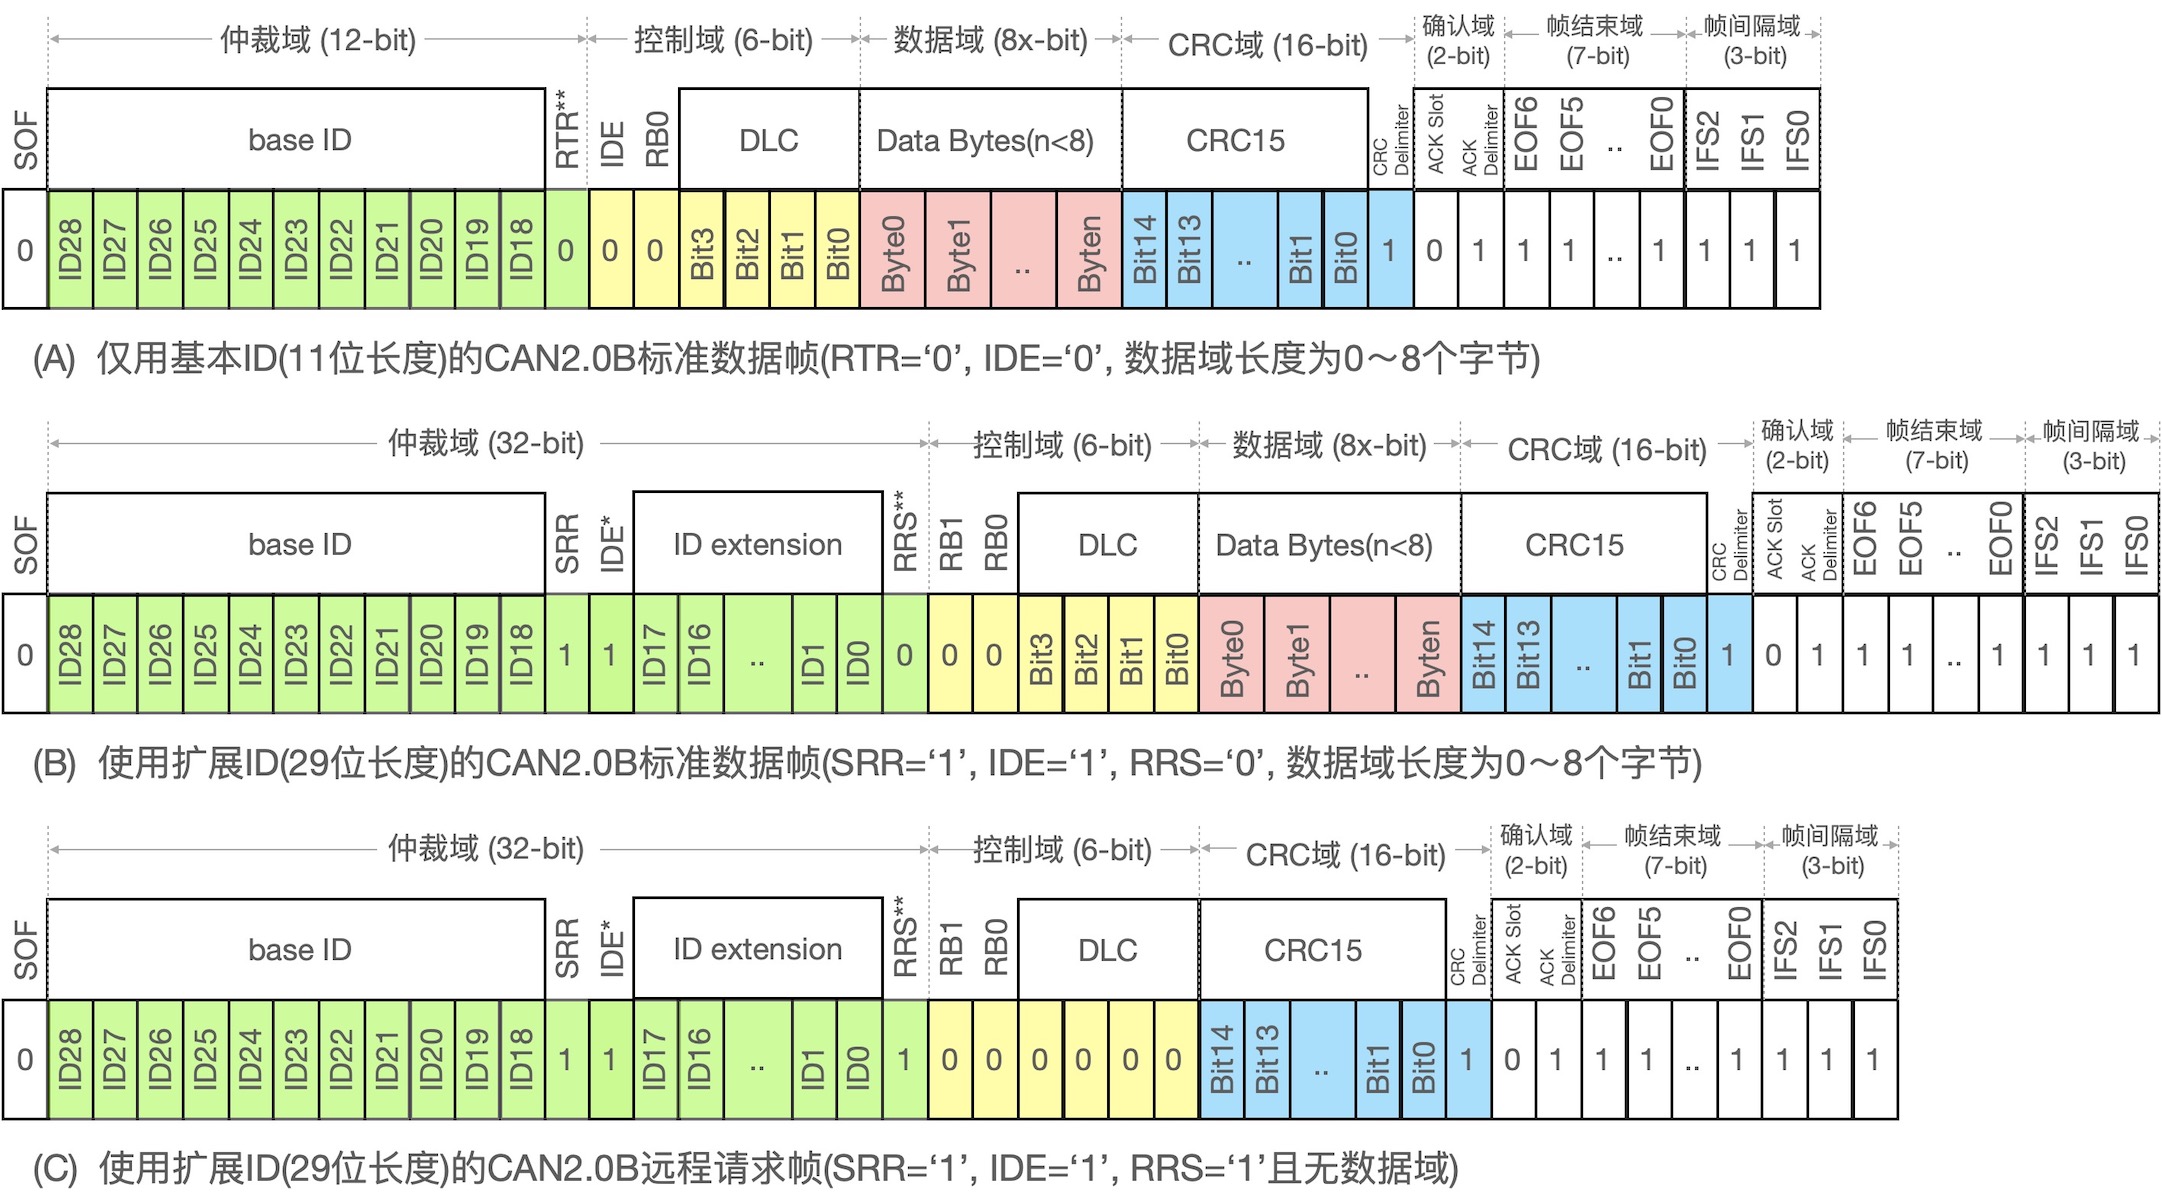 仲裁域 (12-bit) 控制域 (6-bit) 数据域 (8x-bit) CRC域 (16-bit) 确认域 (2-bit) 帧结束域 (7-bit) 帧间隔域 (3-bit)
SOF base ID RTR** IDE RB0 DLC Data Bytes(n<8) CRC15 CRC Delimiter ACK Slot ACK Delimiter EOF6 EOF5 .. EOF0 IFS2 IFS1 IFS0
0 ID28 ID27 ID26 ID25 ID24 ID23 ID22 ID21 ID20 ID19 ID18 0 0 0 Bit3 Bit2 Bit1 Bit0 Byte0 Byte1 .. Byten Bit14 Bit13 .. Bit1 Bit0 1 0 1 1 1 .. 1 1 1 1
(A) 仅用基本ID(11位长度)的CAN2.0B标准数据帧(RTR=‘0’, IDE=‘0’, 数据域长度为0～8个字节)
仲裁域 (32-bit) 控制域 (6-bit) 数据域 (8x-bit) CRC域 (16-bit) 确认域 (2-bit) 帧结束域 (7-bit) 帧间隔域 (3-bit)
SOF base ID SRR IDE* ID extension RRS** RB1 RB0 DLC Data Bytes(n<8) CRC15 CRC Delimiter ACK Slot ACK Delimiter EOF6 EOF5 .. EOF0 IFS2 IFS1 IFS0
0 ID28 ID27 ID26 ID25 ID24 ID23 ID22 ID21 ID20 ID19 ID18 1 1 ID17 ID16 .. ID1 ID0 0 0 0 Bit3 Bit2 Bit1 Bit0 Byte0 Byte1 .. Byten Bit14 Bit13 .. Bit1 Bit0 1 0 1 1 1 .. 1 1 1 1
(B) 使用扩展ID(29位长度)的CAN2.0B标准数据帧(SRR=‘1’, IDE=‘1’, RRS=‘0’, 数据域长度为0～8个字节)
仲裁域 (32-bit) 控制域 (6-bit) CRC域 (16-bit) 确认域 (2-bit) 帧结束域 (7-bit) 帧间隔域 (3-bit)
SOF base ID SRR IDE* ID extension RRS** RB1 RB0 DLC CRC15 CRC Delimiter ACK Slot ACK Delimiter EOF6 EOF5 .. EOF0 IFS2 IFS1 IFS0
0 ID28 ID27 ID26 ID25 ID24 ID23 ID22 ID21 ID20 ID19 ID18 1 1 ID17 ID16 .. ID1 ID0 1 0 0 0 0 0 0 Bit14 Bit13 .. Bit1 Bit0 1 0 1 1 1 .. 1 1 1 1
(C) 使用扩展ID(29位长度)的CAN2.0B远程请求帧(SRR=‘1’, IDE=‘1’, RRS=‘1’且无数据域)